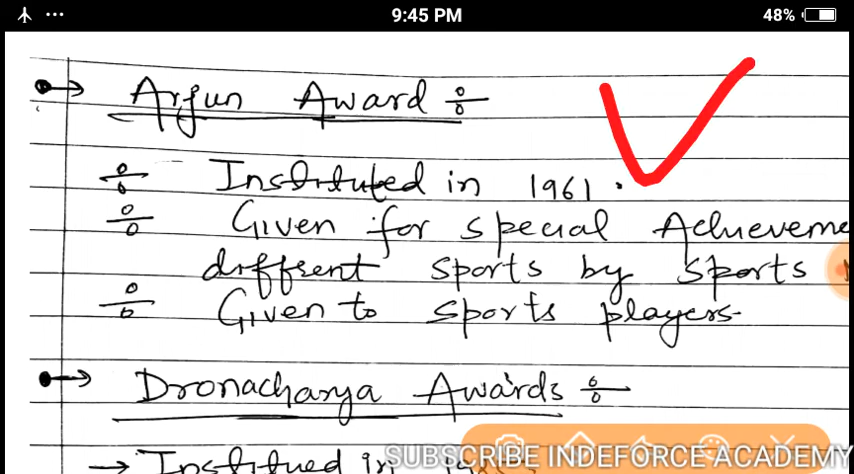 9:45 PM
48%
Arjun Award ÷
÷ Instituted in 1961.
÷ Given for special Achieveme
diffrent sports by sports
÷ Given to sports players
Dronacharya Awards ÷
→ Institued in
SUBSCRIBE INDEFORCE ACADEMY